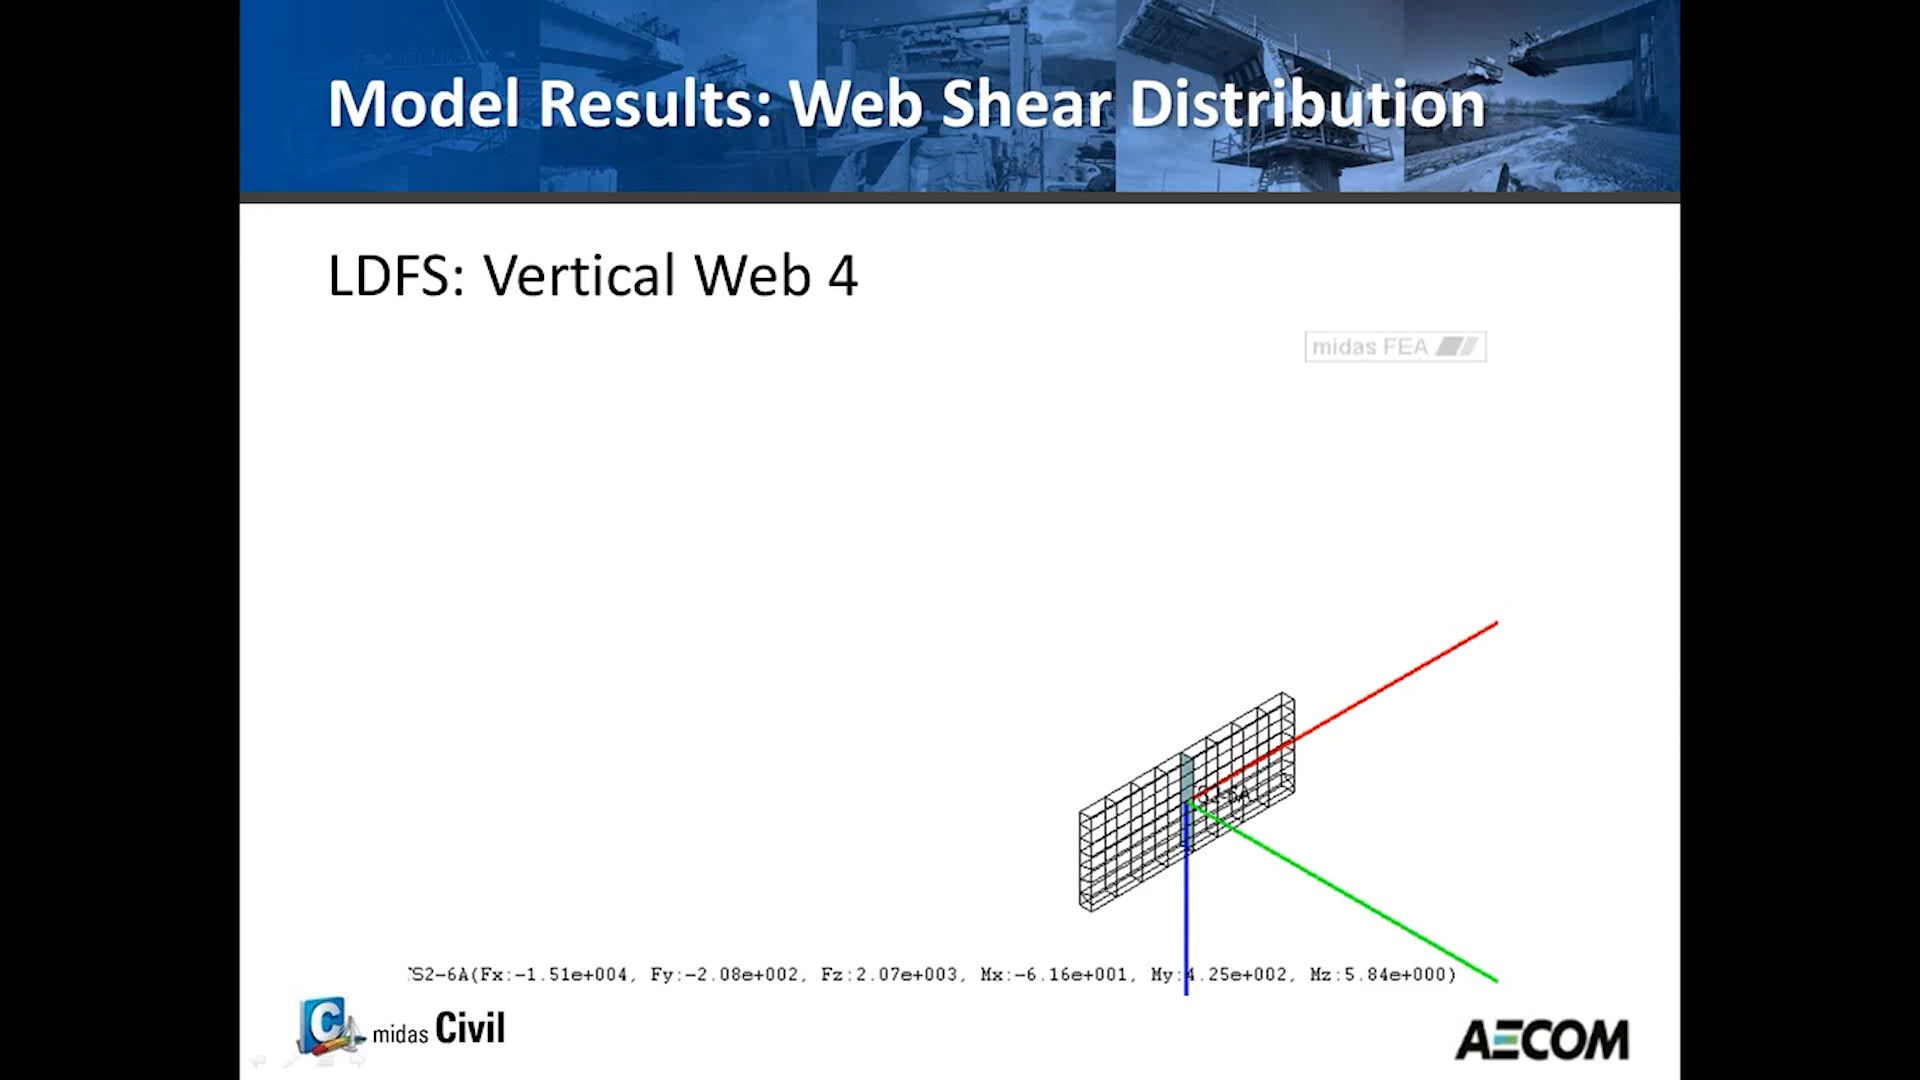 Model Results: Web Shear Distribution
LDFS: Vertical Web 4
midas FEA
S2-6A(Fx:-1.51e+004, Fy:-2.08e+002, Fz:2.07e+003, Mx:-6.16e+001, My:4.25e+002, Mz:5.84e+000)
C midas Civil
AECOM